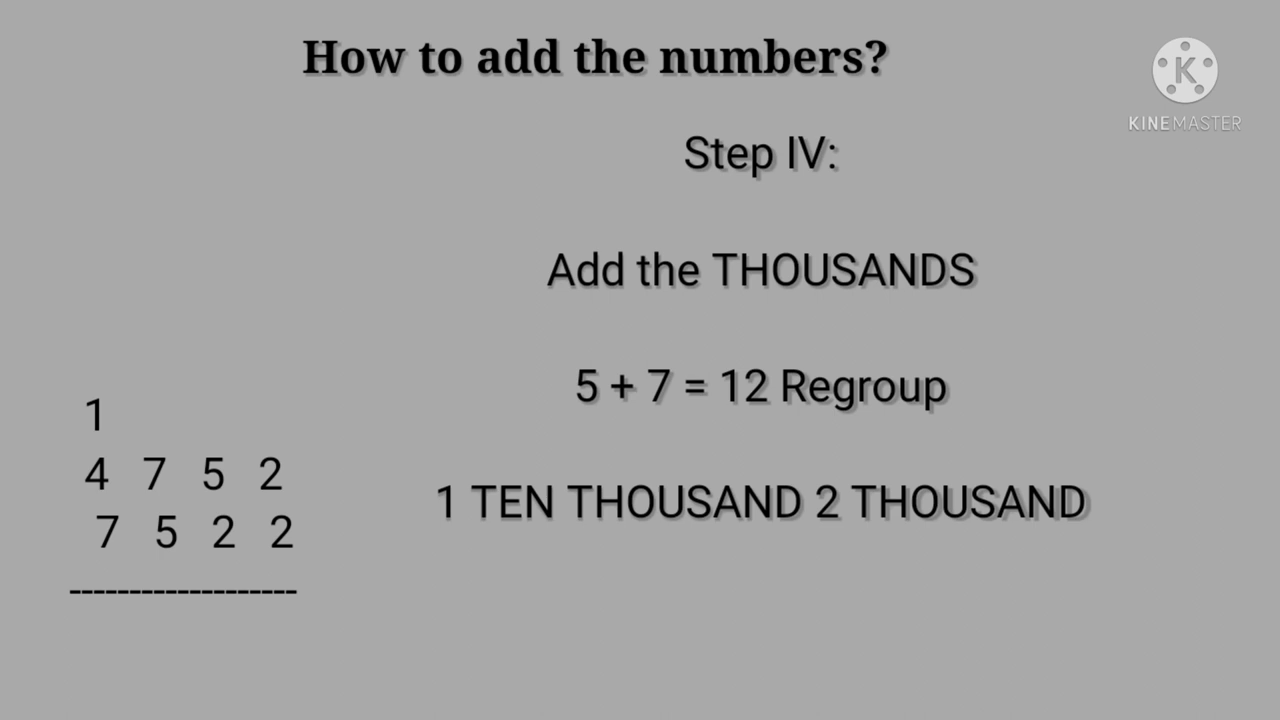 How to add the numbers?
KINEMASTER
Step IV:
Add the THOUSANDS
5 + 7 = 12 Regroup
1 TEN THOUSAND 2 THOUSAND
1
4 7 5 2
7 5 2 2
-------------------